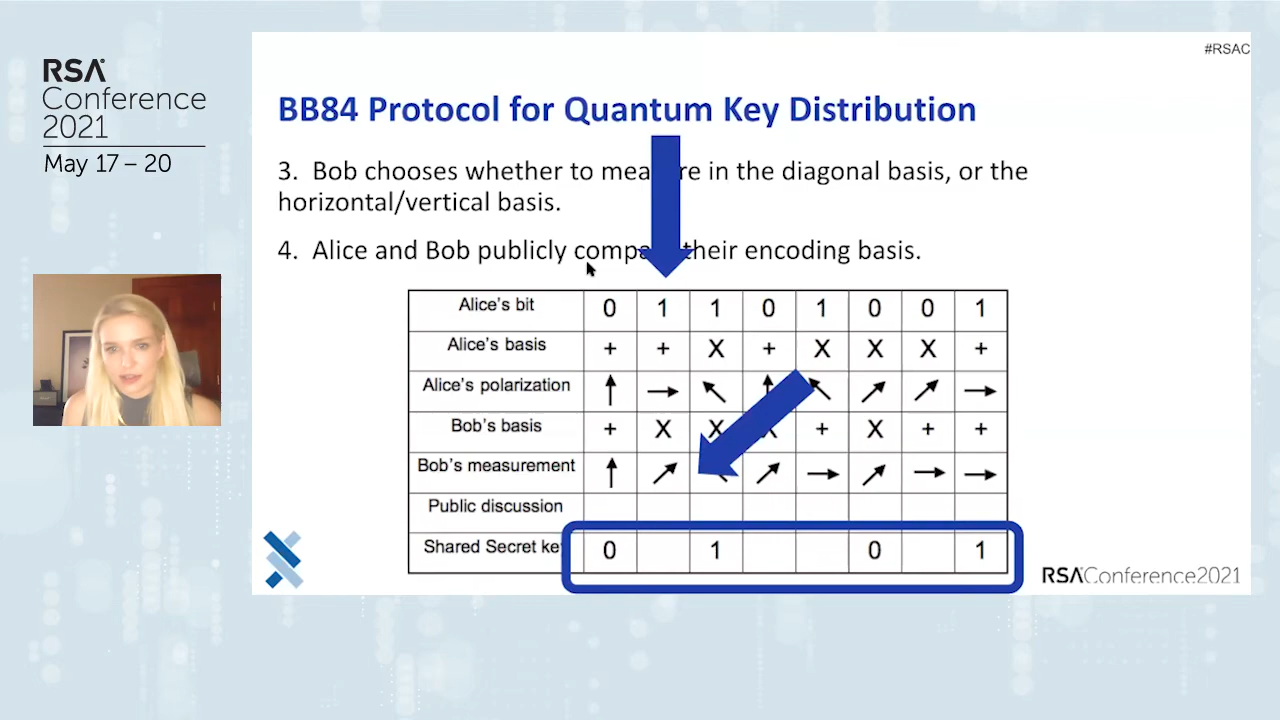 #RSAC
RSA
Conference
2021
May 17 – 20
BB84 Protocol for Quantum Key Distribution
3. Bob chooses whether to mea re in the diagonal basis, or the
horizontal/vertical basis.
4. Alice and Bob publicly compa their encoding basis.
Alice's bit 0 1 1 0 1 0 0 1
Alice's basis + + X + X X X +
Alice's polarization ↑ → ↖ ↑ ↖ ↗ ↗ →
Bob's basis + X X X + X + +
Bob's measurement ↑ ↗ ↗ → ↗ → →
Public discussion
Shared Secret key 0 1 0 1
RSAConference2021